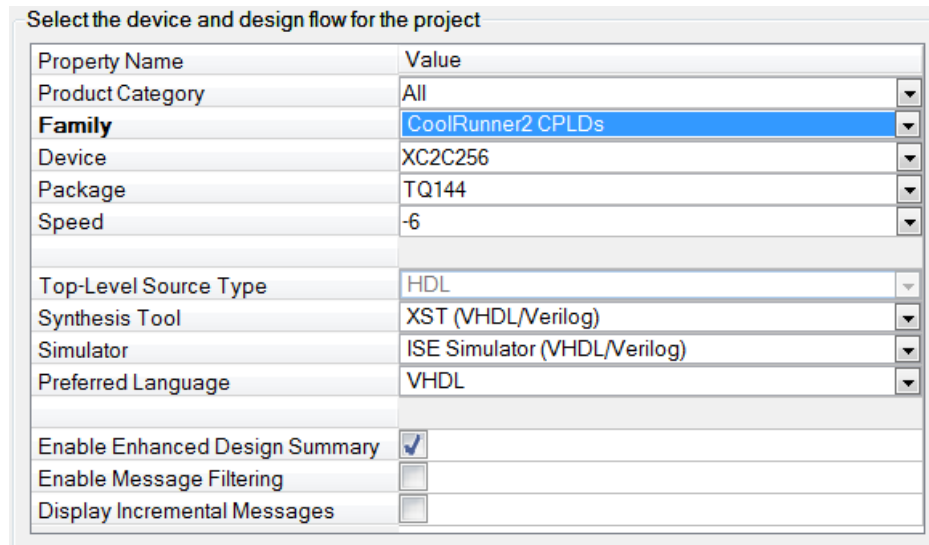 Select the device and design flow for the project
Property Name Value
Product Category All
Family CoolRunner2 CPLDs
Device XC2C256
Package TQ144
Speed -6
Top-Level Source Type HDL
Synthesis Tool XST (VHDL/Verilog)
Simulator ISE Simulator (VHDL/Verilog)
Preferred Language VHDL
Enable Enhanced Design Summary
Enable Message Filtering
Display Incremental Messages